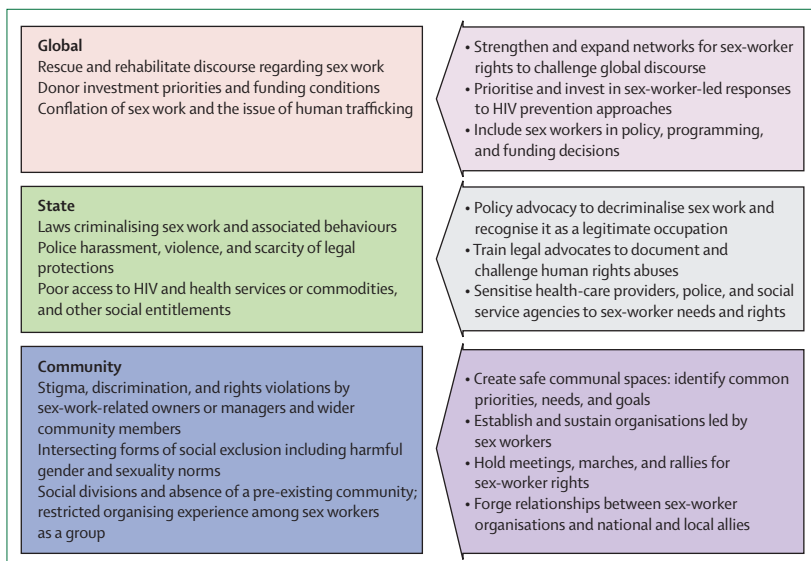 Global
Rescue and rehabilitate discourse regarding sex work
Donor investment priorities and funding conditions
Conflation of sex work and the issue of human trafficking
• Strengthen and expand networks for sex-worker
rights to challenge global discourse
• Prioritise and invest in sex-worker-led responses
to HIV prevention approaches
• Include sex workers in policy, programming,
and funding decisions
State
Laws criminalising sex work and associated behaviours
Police harassment, violence, and scarcity of legal
protections
Poor access to HIV and health services or commodities,
and other social entitlements
• Policy advocacy to decriminalise sex work and
recognise it as a legitimate occupation
• Train legal advocates to document and
challenge human rights abuses
• Sensitise health-care providers, police, and social
service agencies to sex-worker needs and rights
Community
Stigma, discrimination, and rights violations by
sex-work-related owners or managers and wider
community members
Intersecting forms of social exclusion including harmful
gender and sexuality norms
Social divisions and absence of a pre-existing community;
restricted organising experience among sex workers
as a group
• Create safe communal spaces: identify common
priorities, needs, and goals
• Establish and sustain organisations led by
sex workers
• Hold meetings, marches, and rallies for
sex-worker rights
• Forge relationships between sex-worker
organisations and national and local allies